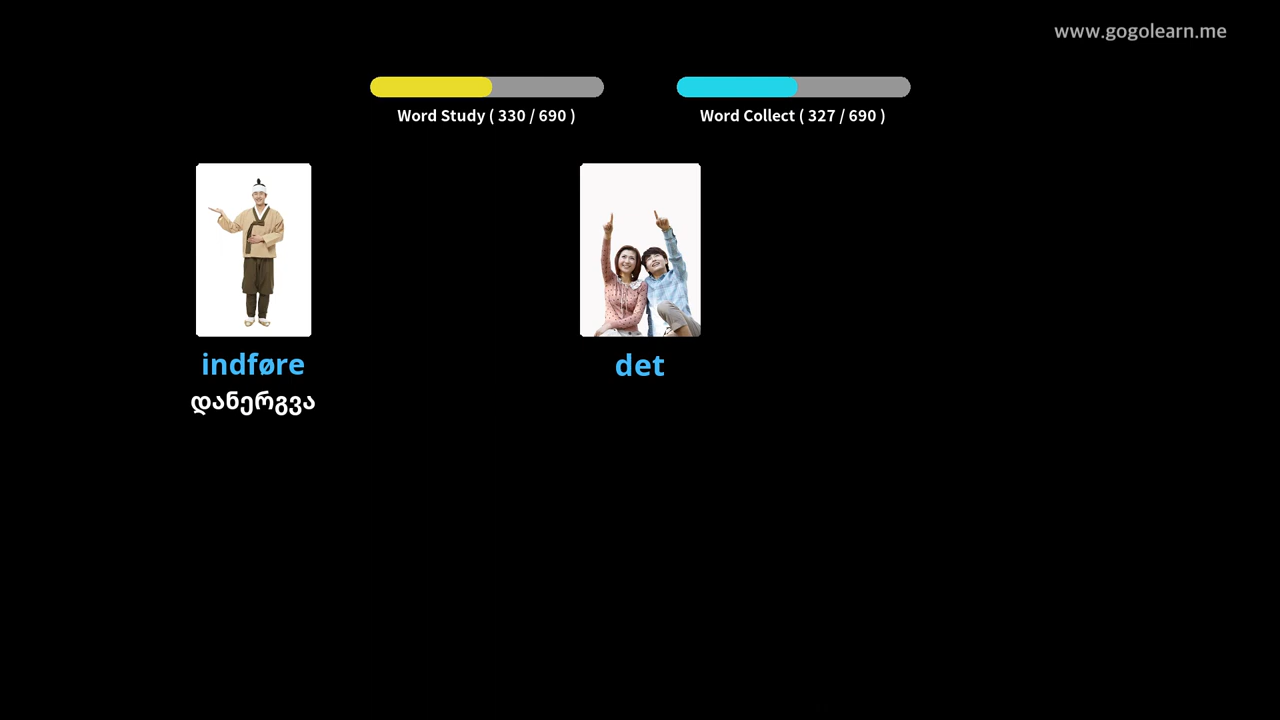 www.gogolearn.me
Word Study ( 330 / 690 )
Word Collect ( 327 / 690 )
indføre
დანერგვა
det